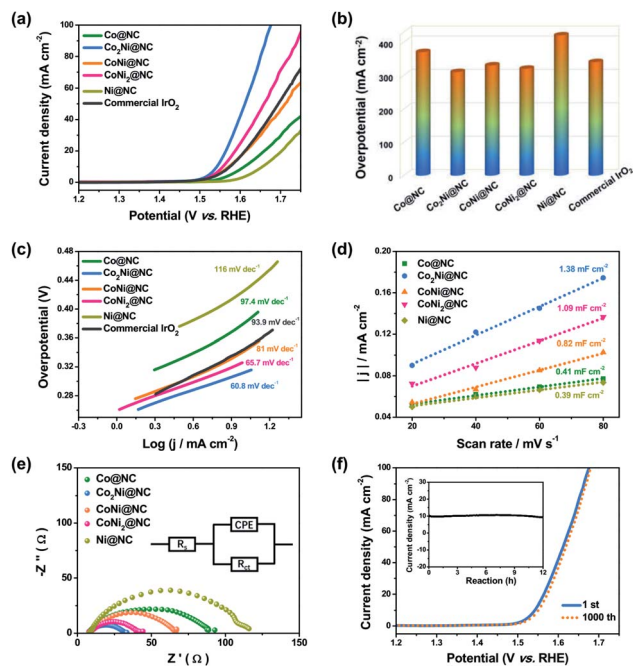 (a)
Current density (mA cm⁻²)
100
80
60
40
20
0
Co@NC
Co₂Ni@NC
CoNi@NC
CoNi₂@NC
Ni@NC
Commercial IrO₂
1.2 1.3 1.4 1.5 1.6 1.7
Potential (V vs. RHE)
(b)
Overpotential (mA cm⁻²)
400
300
200
100
0
Co@NC
Co₂Ni@NC
CoNi@NC
CoNi₂@NC
Ni@NC
Commercial IrO₂
(c)
Overpotential (V)
0.48
0.44
0.40
0.36
0.32
0.28
Co@NC
Co₂Ni@NC
CoNi@NC
CoNi₂@NC
Ni@NC
Commercial IrO₂
116 mV dec⁻¹
97.4 mV dec⁻¹
93.9 mV dec⁻¹
81 mV dec⁻¹
65.7 mV dec⁻¹
60.8 mV dec⁻¹
-0.3 0.0 0.3 0.6 0.9 1.2 1.5
Log (j / mA cm⁻²)
(d)
| j | / mA cm⁻²
0.20
0.16
0.12
0.08
0.04
Co@NC
Co₂Ni@NC
CoNi@NC
CoNi₂@NC
Ni@NC
1.38 mF cm⁻²
1.09 mF cm⁻²
0.82 mF cm⁻²
0.41 mF cm⁻²
0.39 mF cm⁻²
20 40 60 80
Scan rate / mV s⁻¹
(e)
-Z '' ( Ω )
-150
-100
-50
0
Co@NC
Co₂Ni@NC
CoNi@NC
CoNi₂@NC
Ni@NC
CPE
Rₛ
R꜀ₜ
0 50 100 150
Z ' ( Ω )
(f)
Current density (mA cm⁻²)
100
80
60
40
20
0
Current density (mA cm⁻²)
30
20
10
0
-10
-20
0 3 6 9 12
Reaction (h)
1 st
1000 th
1.2 1.3 1.4 1.5 1.6 1.7
Potential (V vs. RHE)